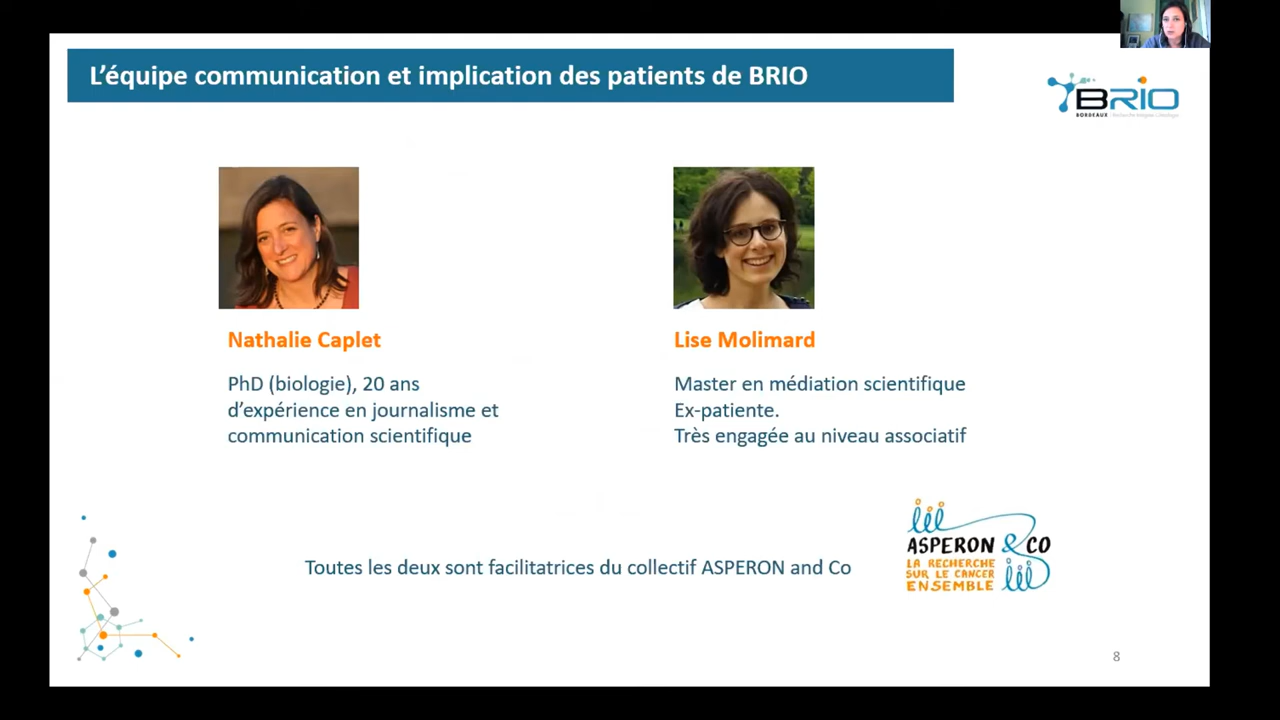 L'équipe communication et implication des patients de BRIO
BRIO
BORDEAUX
Nathalie Caplet
PhD (biologie), 20 ans
d'expérience en journalisme et
communication scientifique
Lise Molimard
Master en médiation scientifique
Ex-patiente.
Très engagée au niveau associatif
Toutes les deux sont facilitatrices du collectif ASPERON and Co
ASPERON & CO
LA RECHERCHE
SUR LE CANCER
ENSEMBLE
8